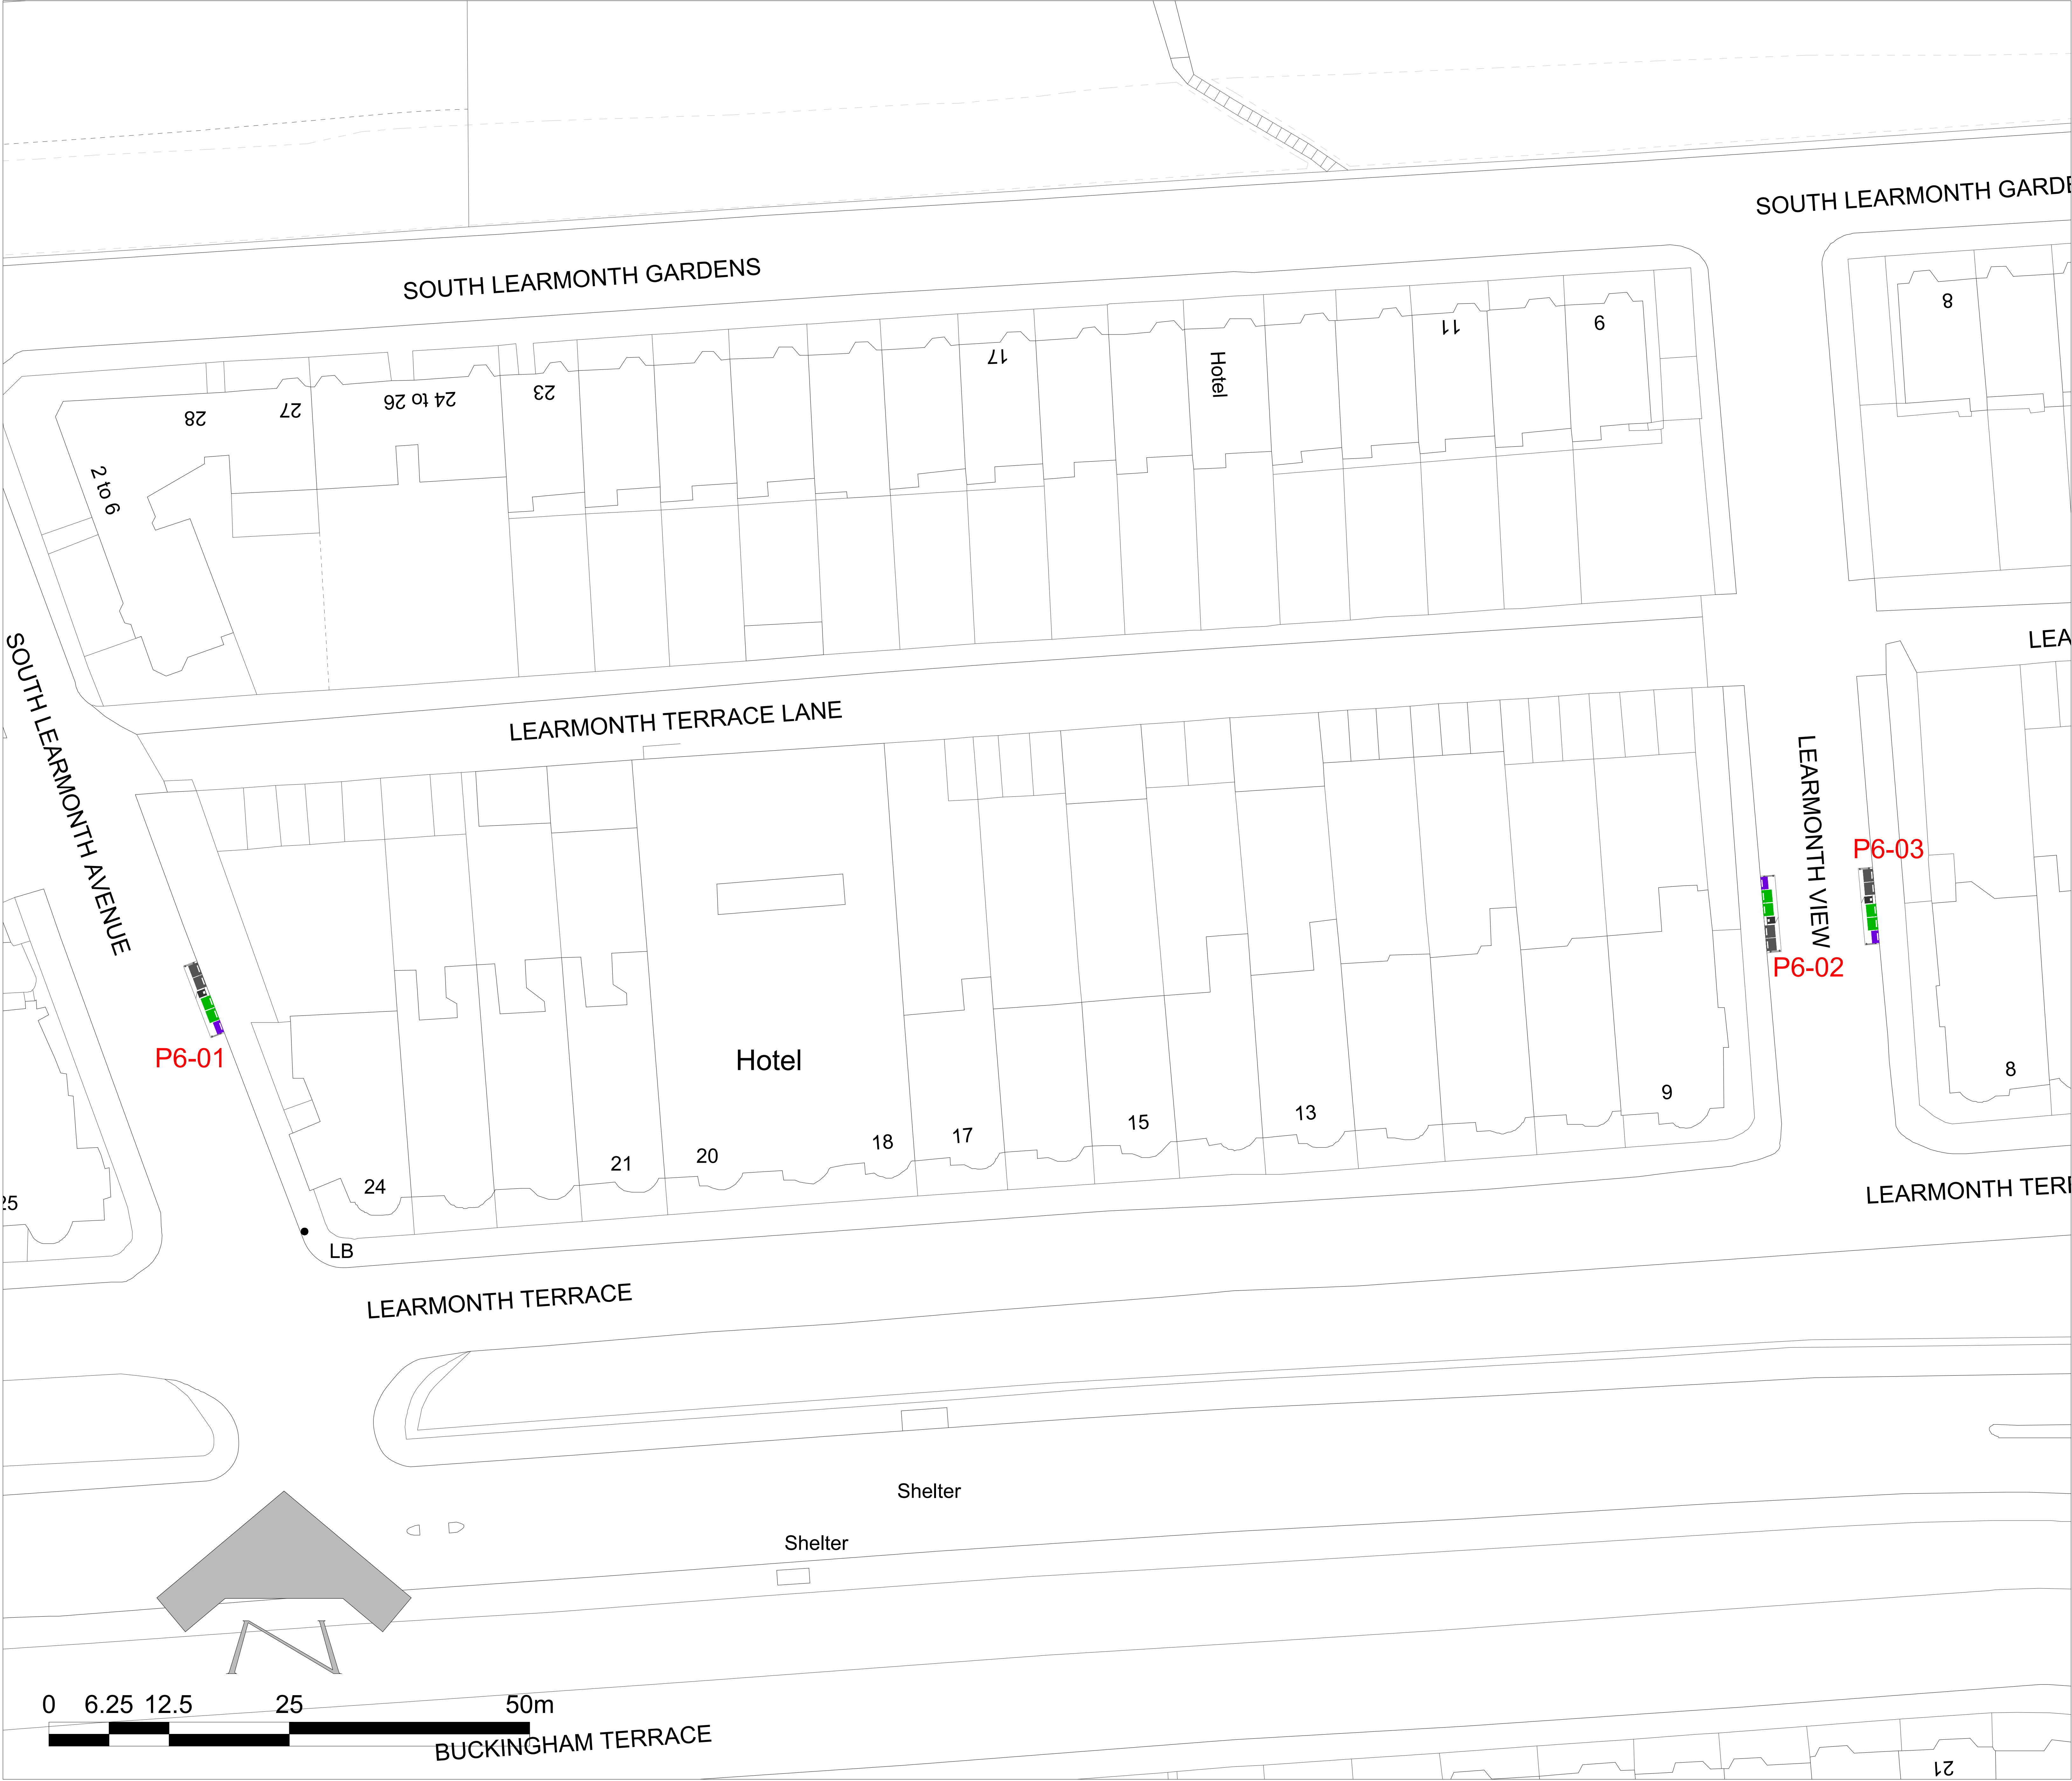 SOUTH LEARMONTH GARDE
SOUTH LEARMONTH GARDENS
8
9
11
Hotel
17
23
24 to 26
27
28
2 to 6
SOUTH LEARMONTH AVENUE
LEA
LEARMONTH TERRACE LANE
LEARMONTH VIEW
P6-03
P6-02
P6-01
Hotel
8
9
13
15
17
18
20
21
24
25
LEARMONTH TERR
LB
LEARMONTH TERRACE
Shelter
Shelter
N
0 6.25 12.5 25 50m
BUCKINGHAM TERRACE
21